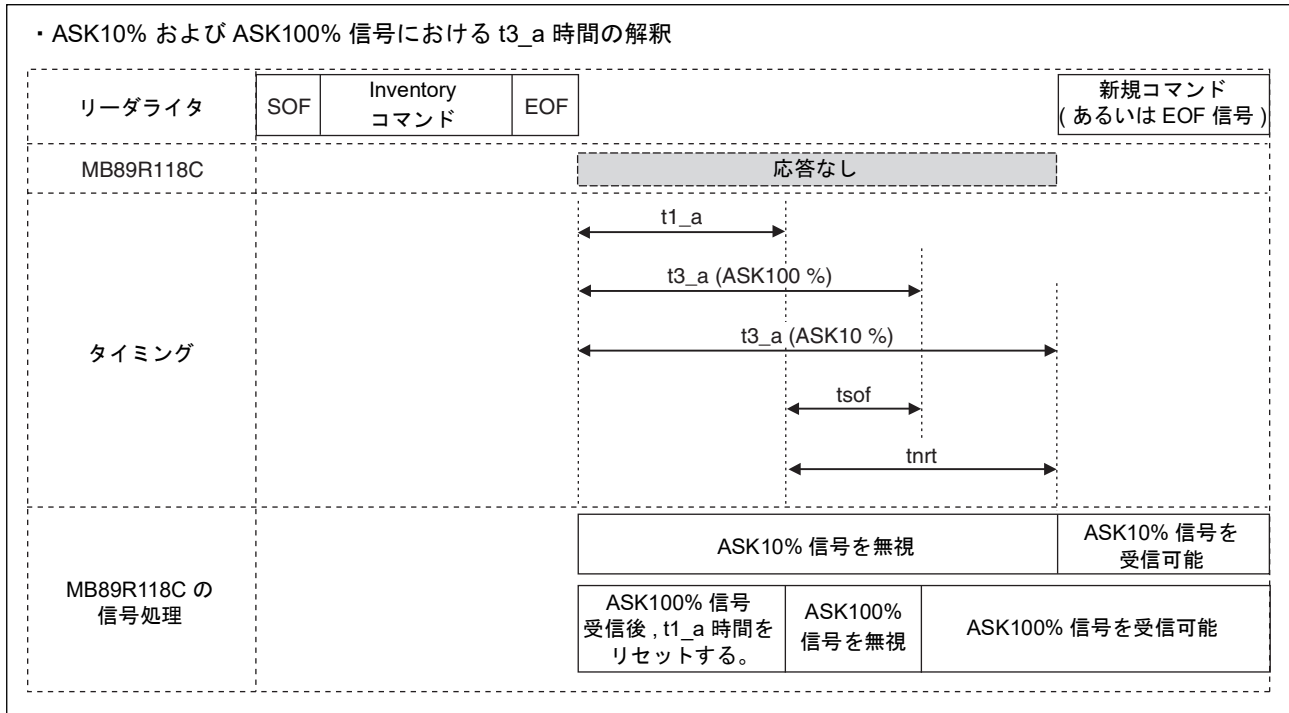 ・ASK10% および ASK100% 信号における t3_a 時間の解釈
リーダライタ
SOF
Inventory
コマンド
EOF
新規コマンド
( あるいは EOF 信号 )
MB89R118C
応答なし
タイミング
t1_a
t3_a (ASK100 %)
t3_a (ASK10 %)
tsof
tnrt
MB89R118C の
信号処理
ASK10% 信号を無視
ASK10% 信号を
受信可能
ASK100% 信号
受信後 , t1_a 時間を
リセットする。
ASK100%
信号を無視
ASK100% 信号を受信可能